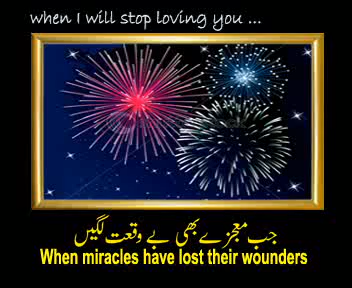 when I will stop loving you ...
جب معجزے بھی بے وقعت لگیں
When miracles have lost their wounders